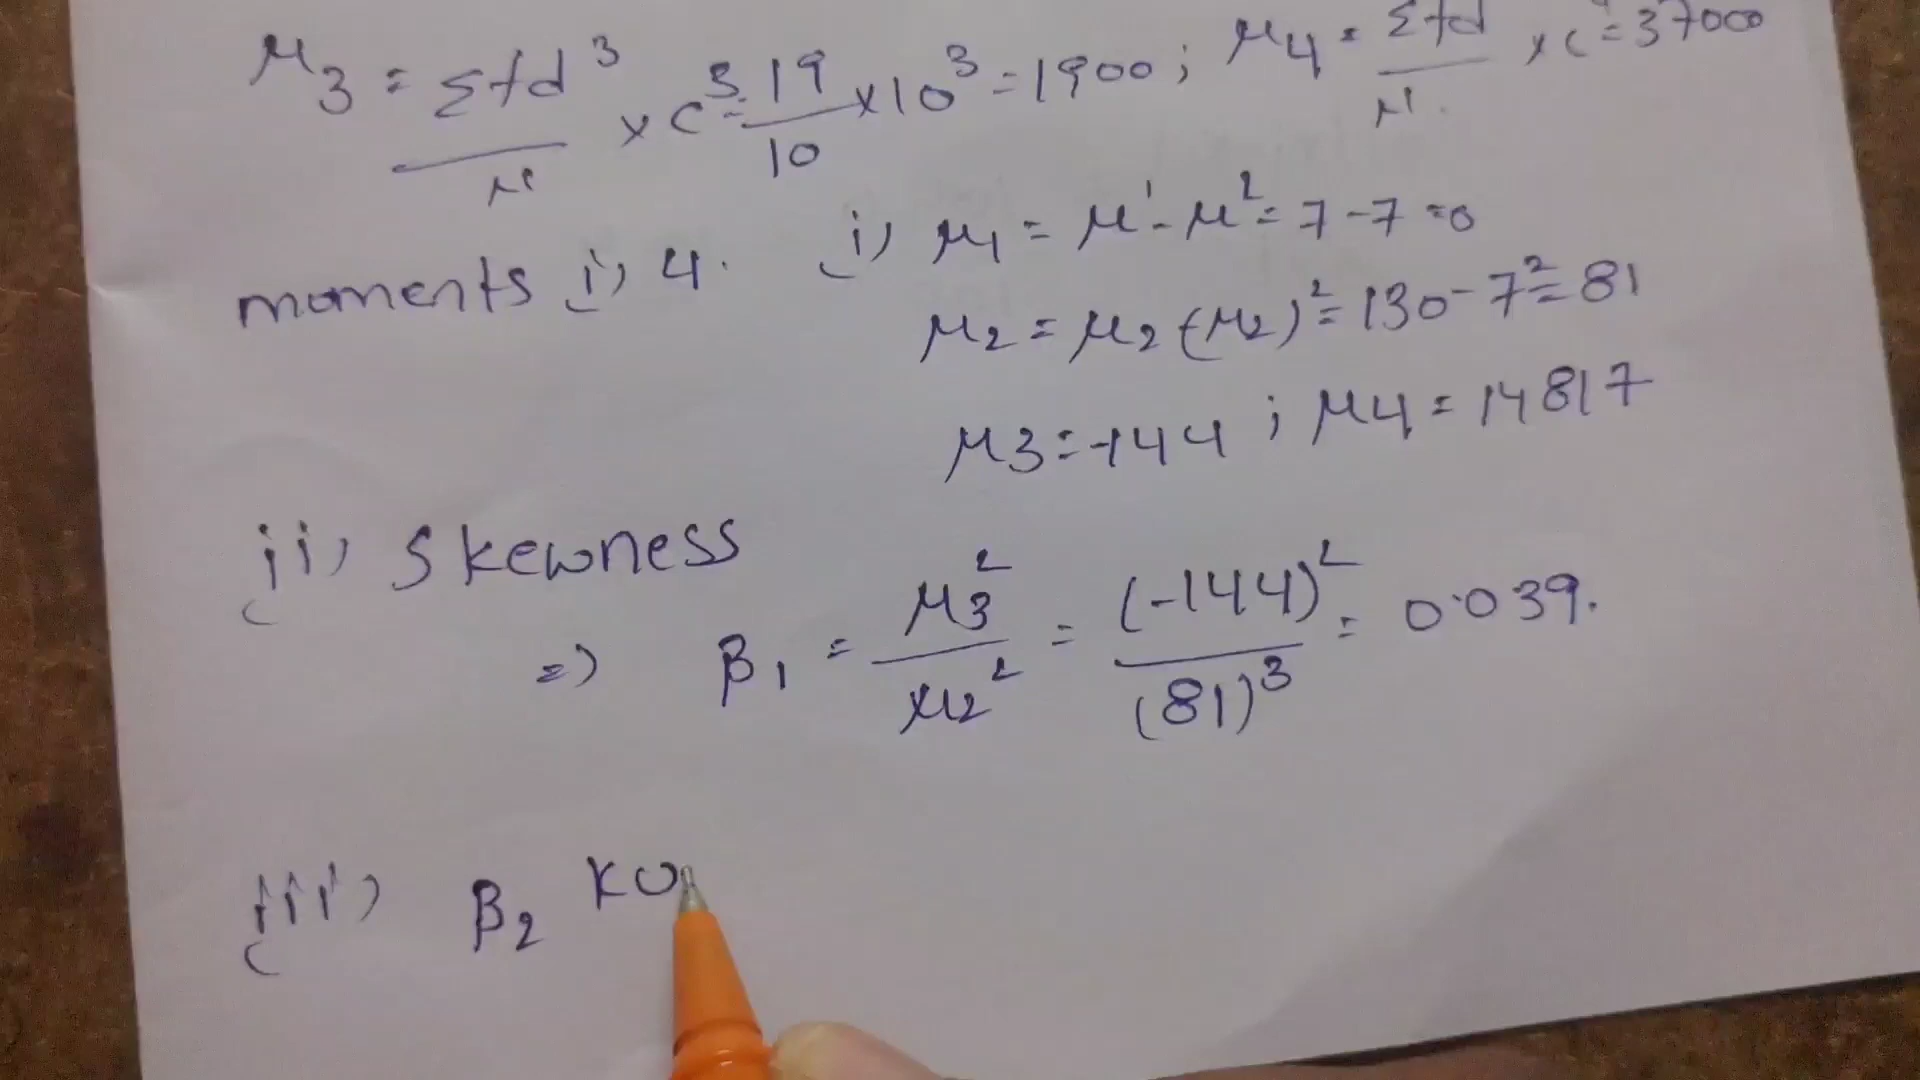 μ3 = Σfd³/N × c³ = 19/10 × 10³ = 1900 ; μ4 = Σfd/N × c⁴ = 37000
moments i) 4. i) μ1 = μ' - μ² = 7 - 7 = 0
μ2 = μ2 (-μ2)² = 130 - 7² = 81
μ3 = -144 ; μ4 = 14817
ii) Skewness
=) β1 = μ3²/μ2² = (-144)²/(81)³ = 0.039.
iii) β2 Ku